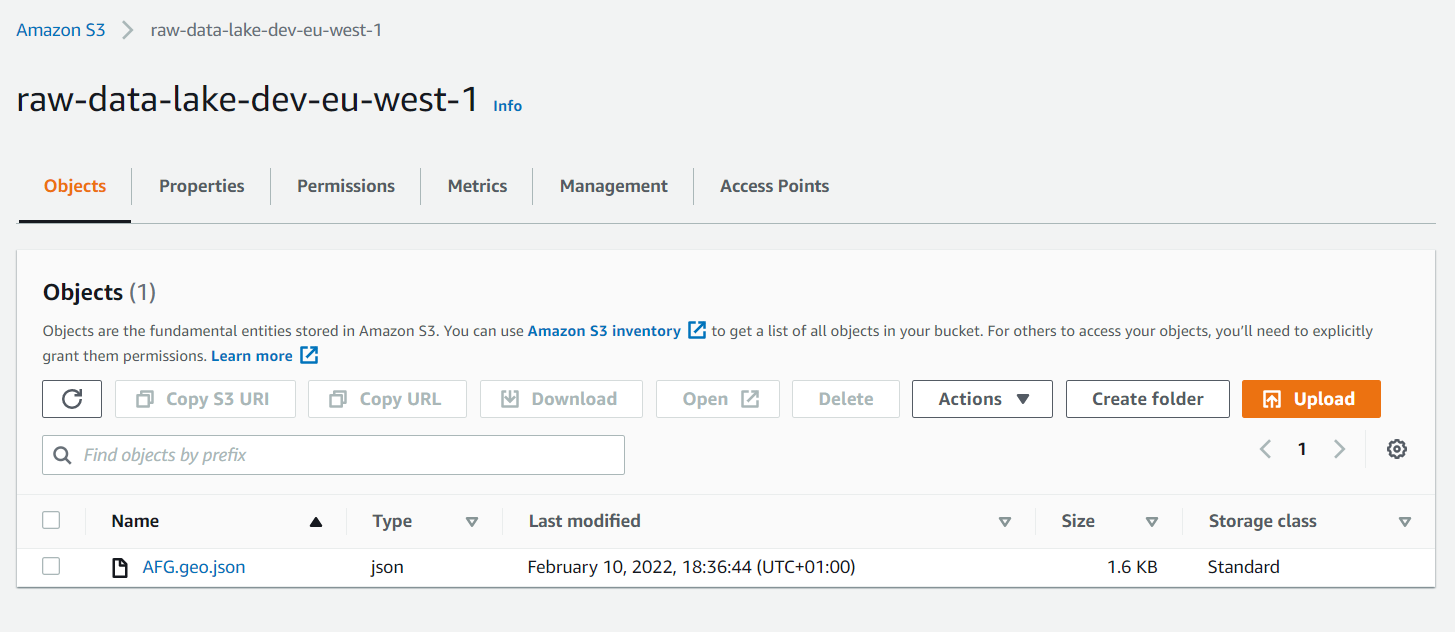 Amazon S3 raw-data-lake-dev-eu-west-1
raw-data-lake-dev-eu-west-1 Info
Objects Properties Permissions Metrics Management Access Points
Objects (1)
Objects are the fundamental entities stored in Amazon S3. You can use Amazon S3 inventory to get a list of all objects in your bucket. For others to access your objects, you'll need to explicitly
grant them permissions. Learn more
Copy S3 URI Copy URL Download Open Delete Actions Create folder Upload
Find objects by prefix 1
Name Type Last modified Size Storage class
AFG.geo.json json February 10, 2022, 18:36:44 (UTC+01:00) 1.6 KB Standard